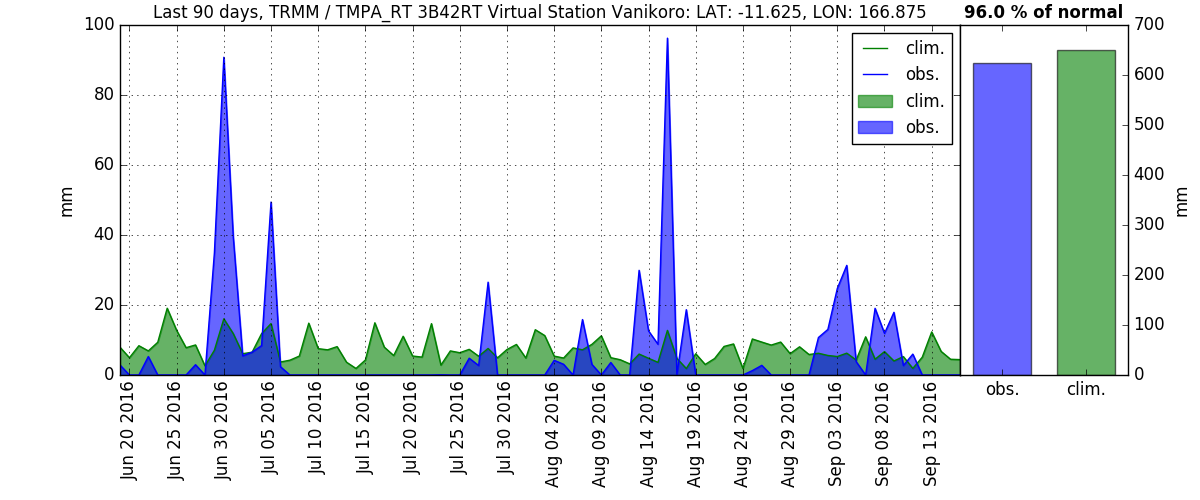 Last 90 days, TRMM / TMPA_RT 3B42RT Virtual Station Vanikoro: LAT: -11.625, LON: 166.875
96.0 % of normal
100
80
60
40
20
0
mm
clim.
obs.
clim.
obs.
700
600
500
400
300
200
100
0
mm
Jun 20 2016
Jun 25 2016
Jun 30 2016
Jul 05 2016
Jul 10 2016
Jul 15 2016
Jul 20 2016
Jul 25 2016
Jul 30 2016
Aug 04 2016
Aug 09 2016
Aug 14 2016
Aug 19 2016
Aug 24 2016
Aug 29 2016
Sep 03 2016
Sep 08 2016
Sep 13 2016
obs.
clim.